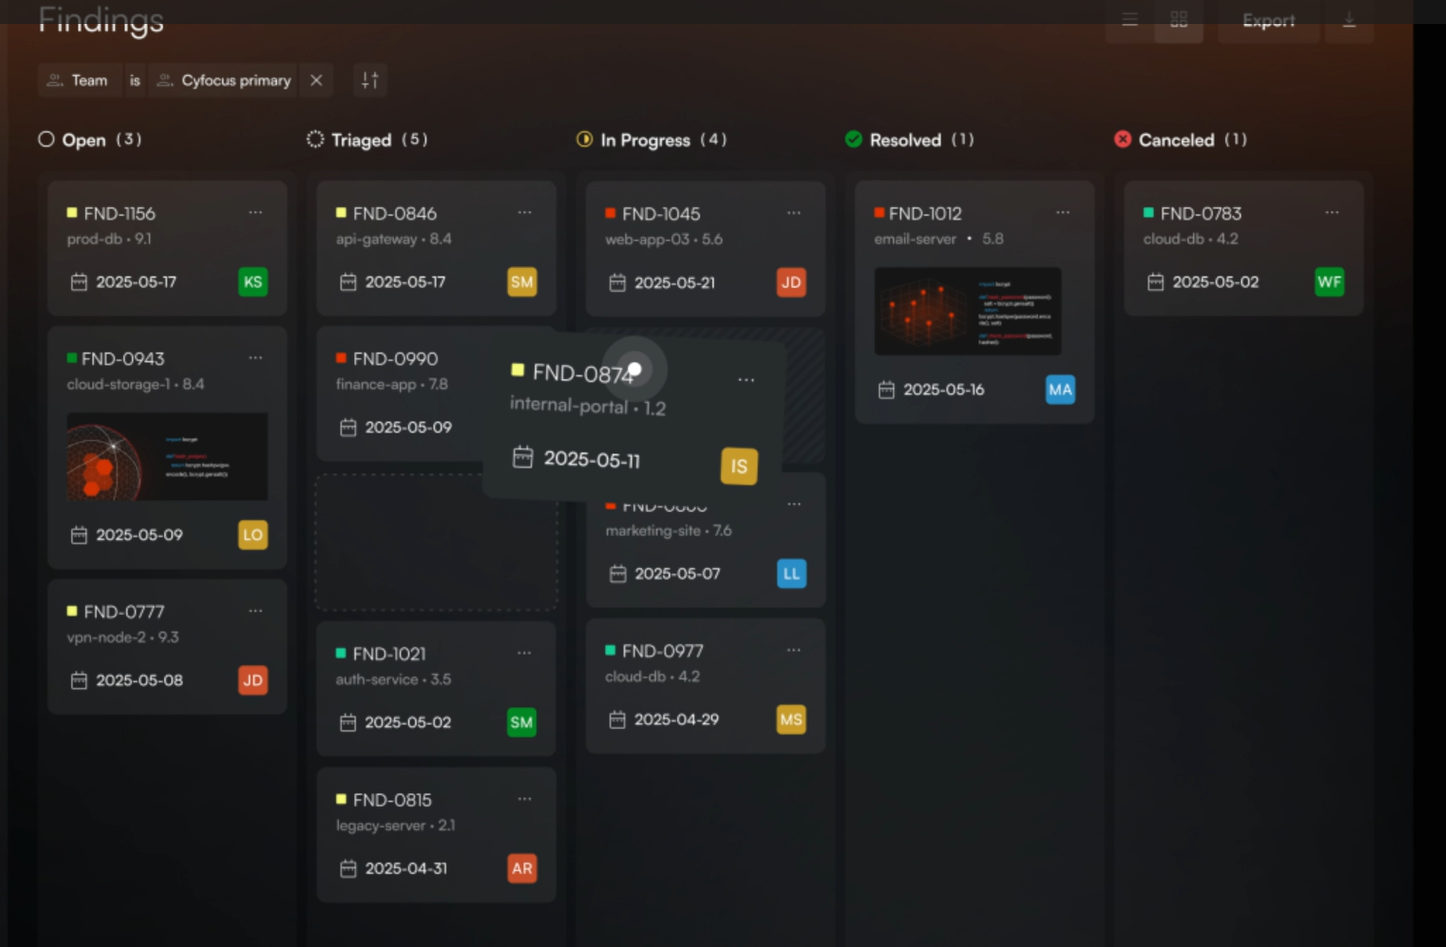 Findings
Export
Team is Cyfocus primary
Open (3)
FND-1156
prod-db · 9.1
2025-05-17 KS
FND-0943
cloud-storage-1 · 8.4
import bcrypt
2025-05-09 LO
FND-0777
vpn-node-2 · 9.3
2025-05-08 JD
Triaged (5)
FND-0846
api-gateway · 8.4
2025-05-17 SM
FND-0990
finance-app · 7.8
2025-05-09
FND-1021
auth-service · 3.5
2025-05-02 SM
FND-0815
legacy-server · 2.1
2025-04-31 AR
FND-0874
internal-portal · 1.2
2025-05-11 IS
In Progress (4)
FND-1045
web-app-03 · 5.6
2025-05-21 JD
marketing-site · 7.6
2025-05-07 LL
FND-0977
cloud-db · 4.2
2025-04-29 MS
Resolved (1)
FND-1012
email-server • 5.8
import bcrypt
2025-05-16 MA
Canceled (1)
FND-0783
cloud-db · 4.2
2025-05-02 WF